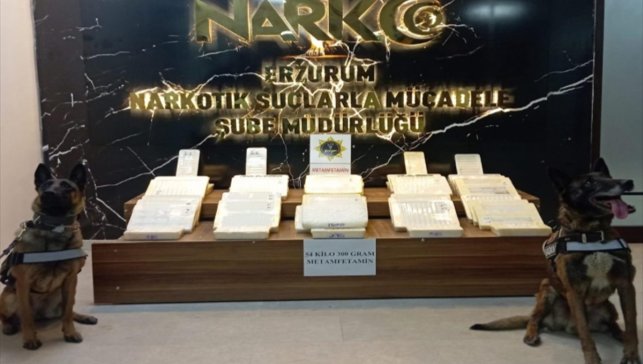 NARKO
ERZURUM
NARKOTİK SUÇLARLA MÜCADELE
ŞUBE MÜDÜRLÜĞÜ
METAMFETAMİN
54 KİLO 300 GRAM
METAMFETAMİN